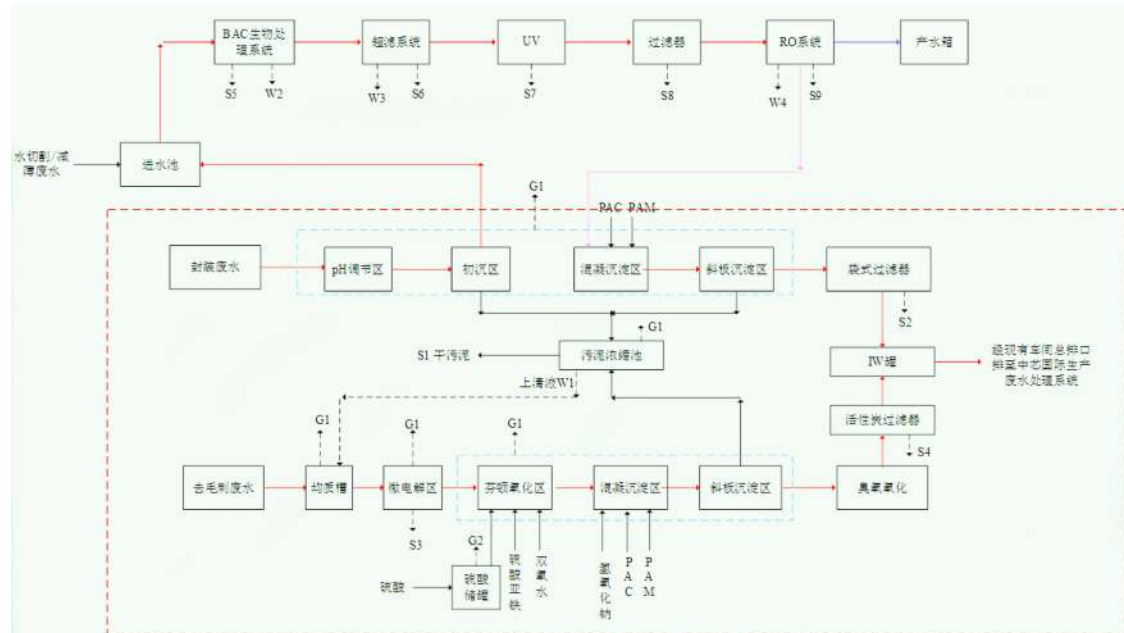 BAC生物处
理系统
超滤系统
UV
过滤器
RO系统
产水箱
S5
W2
W3
S6
S7
S8
W4
S9
水切割/减
薄废水
进水池
G1
PAC
PAM
封装废水
pH调节区
初沉区
混凝沉淀区
斜板沉淀区
袋式过滤器
S2
G1
S1 干污泥
污泥浓缩池
IW罐
经现有车间总排口
排至中芯国际生产
废水处理系统
上清液W1
活性炭过滤器
S4
G1
G1
G1
去毛刺废水
均质槽
微电解区
芬顿氧化区
混凝沉淀区
斜板沉淀区
臭氧氧化
S3
G2
硫酸
硫酸
储罐
硫酸亚铁
双氧水
氢氧化钠
PAC
PAM